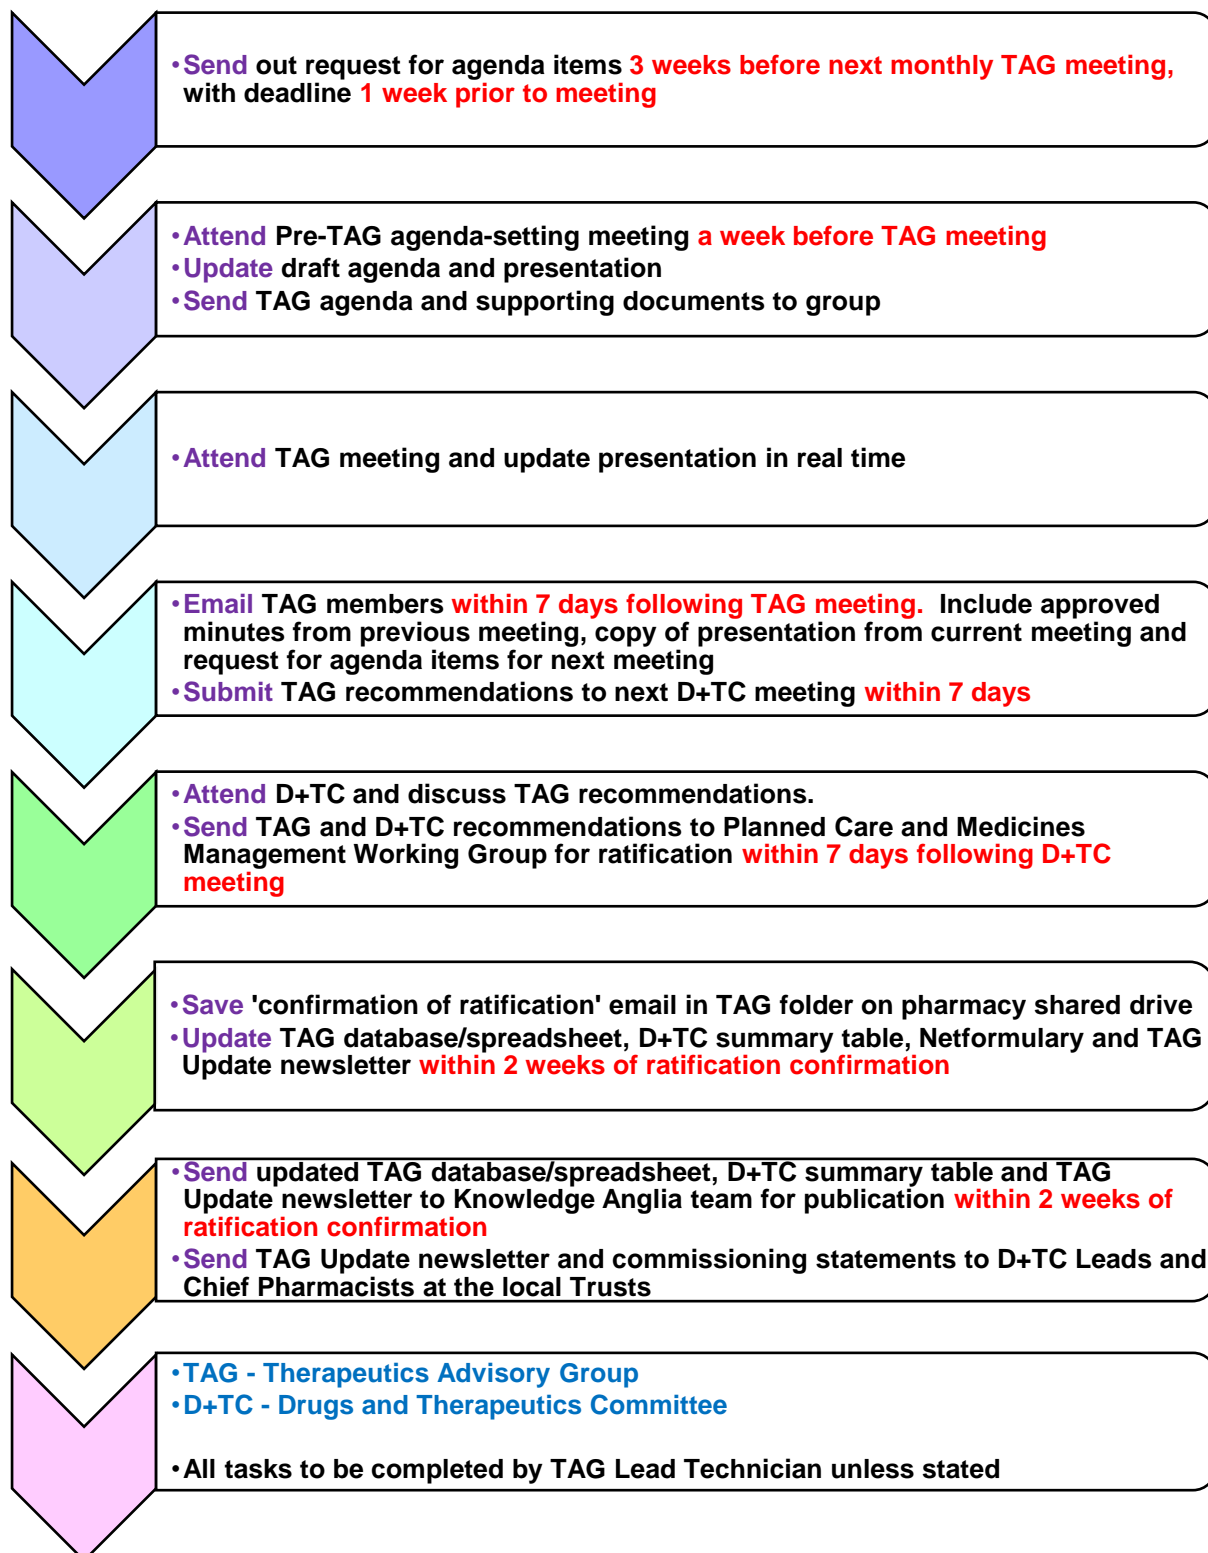 •Send out request for agenda items 3 weeks before next monthly TAG meeting,
with deadline 1 week prior to meeting
•Attend Pre-TAG agenda-setting meeting a week before TAG meeting
•Update draft agenda and presentation
•Send TAG agenda and supporting documents to group
•Attend TAG meeting and update presentation in real time
•Email TAG members within 7 days following TAG meeting. Include approved
minutes from previous meeting, copy of presentation from current meeting and
request for agenda items for next meeting
•Submit TAG recommendations to next D+TC meeting within 7 days
•Attend D+TC and discuss TAG recommendations.
•Send TAG and D+TC recommendations to Planned Care and Medicines
Management Working Group for ratification within 7 days following D+TC
meeting
•Save 'confirmation of ratification' email in TAG folder on pharmacy shared drive
•Update TAG database/spreadsheet, D+TC summary table, Netformulary and TAG
Update newsletter within 2 weeks of ratification confirmation
•Send updated TAG database/spreadsheet, D+TC summary table and TAG
Update newsletter to Knowledge Anglia team for publication within 2 weeks of
ratification confirmation
•Send TAG Update newsletter and commissioning statements to D+TC Leads and
Chief Pharmacists at the local Trusts
•TAG - Therapeutics Advisory Group
•D+TC - Drugs and Therapeutics Committee
•All tasks to be completed by TAG Lead Technician unless stated